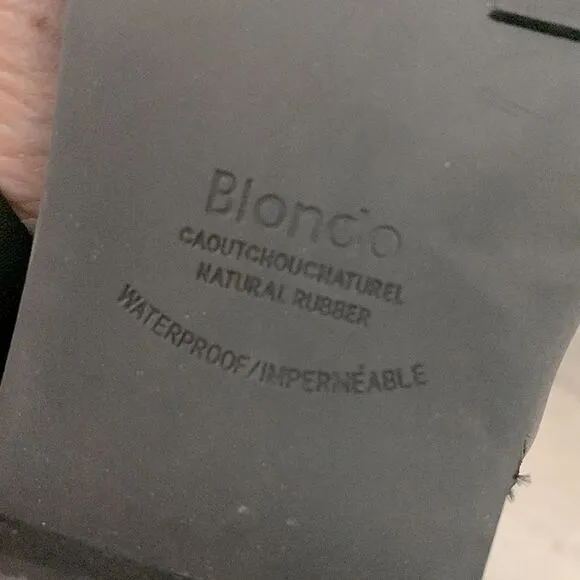 Blondo
CAOUTCHOUCNATUREL
NATURAL RUBBER
WATERPROOF/IMPERMÉABLE